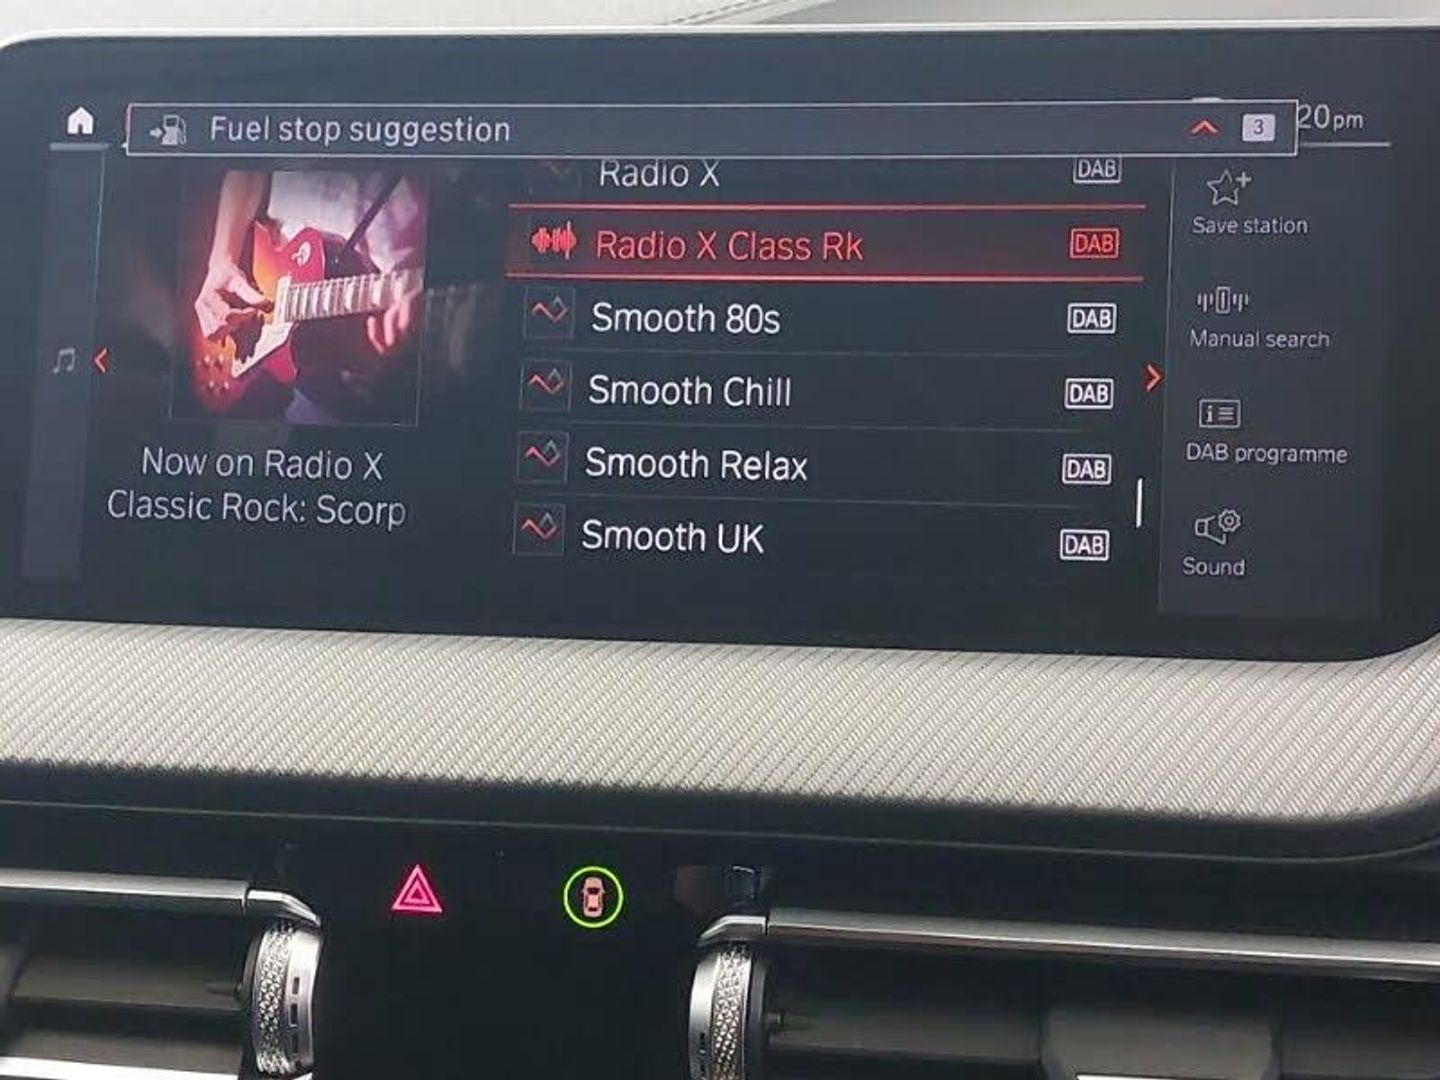 Fuel stop suggestion
3
20pm
Radio X
DAB
Radio X Class Rk
DAB
Smooth 80s
DAB
Smooth Chill
DAB
Smooth Relax
DAB
Smooth UK
DAB
Now on Radio X
Classic Rock: Scorp
Save station
Manual search
DAB programme
Sound